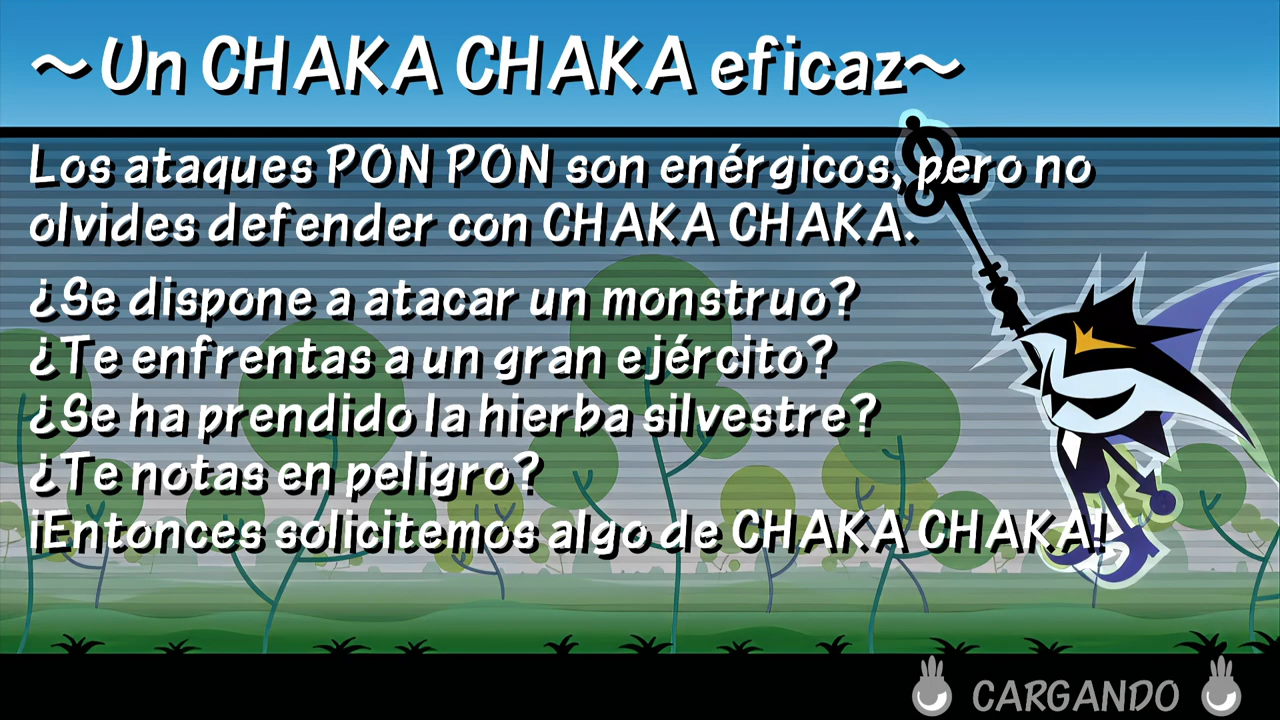 ～Un CHAKA CHAKA eficaz～
Los ataques PON PON son enérgicos, pero no
olvides defender con CHAKA CHAKA.
¿Se dispone a atacar un monstruo?
¿Te enfrentas a un gran ejército?
¿Se ha prendido la hierba silvestre?
¿Te notas en peligro?
¡Entonces solicitemos algo de CHAKA CHAKA!
CARGANDO